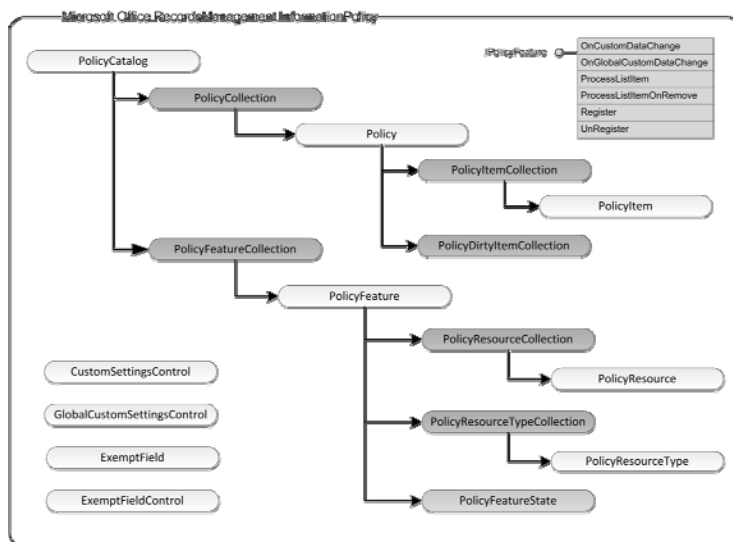 Microsoft.Office.RecordsManagement.InformationPolicy
PolicyCatalog
IPolicyFeature
OnCustomDataChange
OnGlobalCustomDataChange
ProcessListItem
ProcessListItemOnRemove
Register
UnRegister
PolicyCollection
Policy
PolicyItemCollection
PolicyItem
PolicyFeatureCollection
PolicyDirtyItemCollection
PolicyFeature
PolicyResourceCollection
PolicyResource
CustomSettingsControl
GlobalCustomSettingsControl
PolicyResourceTypeCollection
PolicyResourceType
ExemptField
ExemptFieldControl
PolicyFeatureState